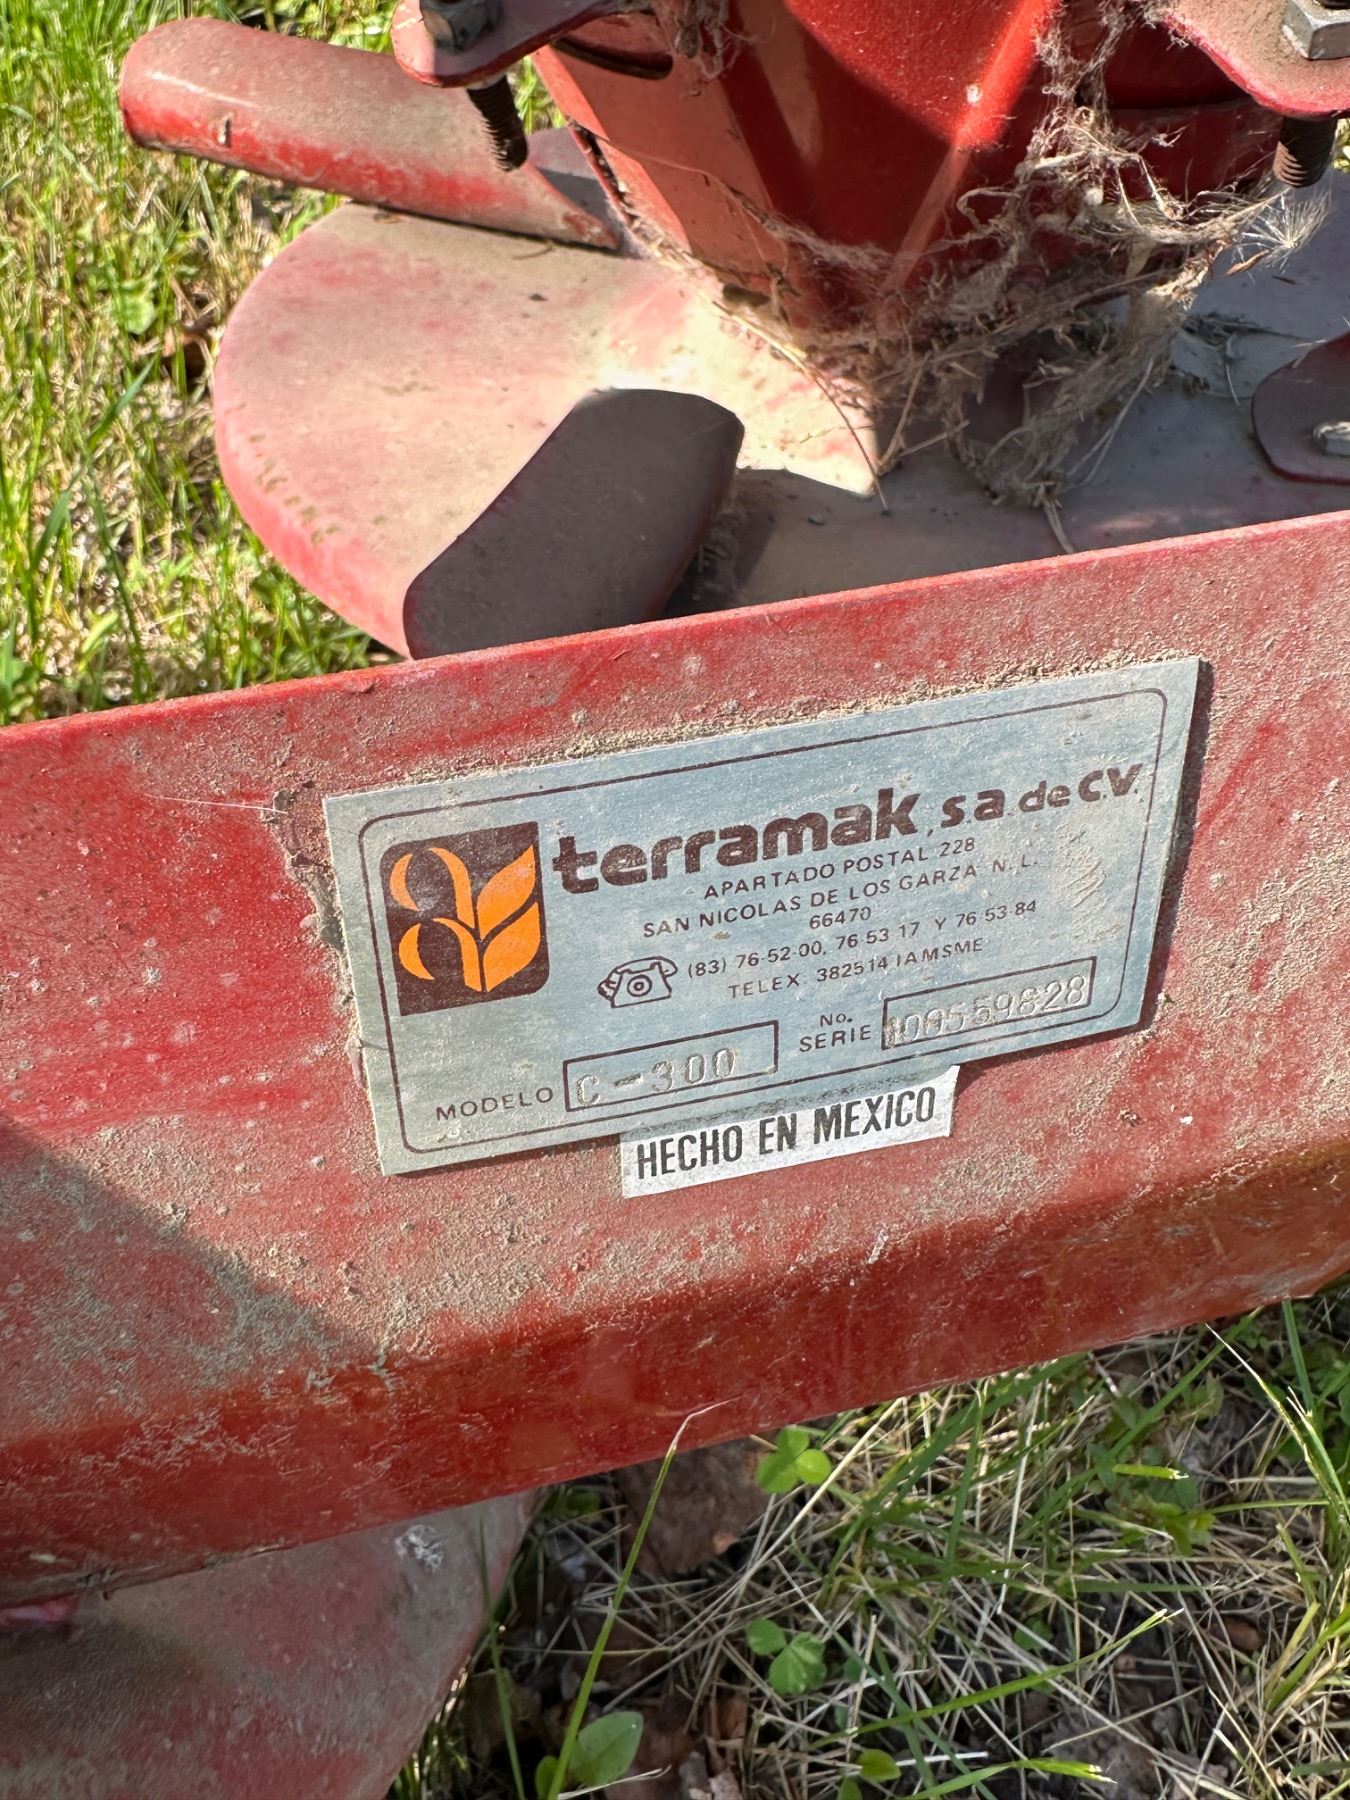 terramak, s.a. de c.v.
APARTADO POSTAL 228
SAN NICOLAS DE LOS GARZA N. L.
66470
(83) 76-52-00, 76-53 17 Y 76 53-84
TELEX 382514 IAMSME
MODELO C-300
No. SERIE
HECHO EN MEXICO